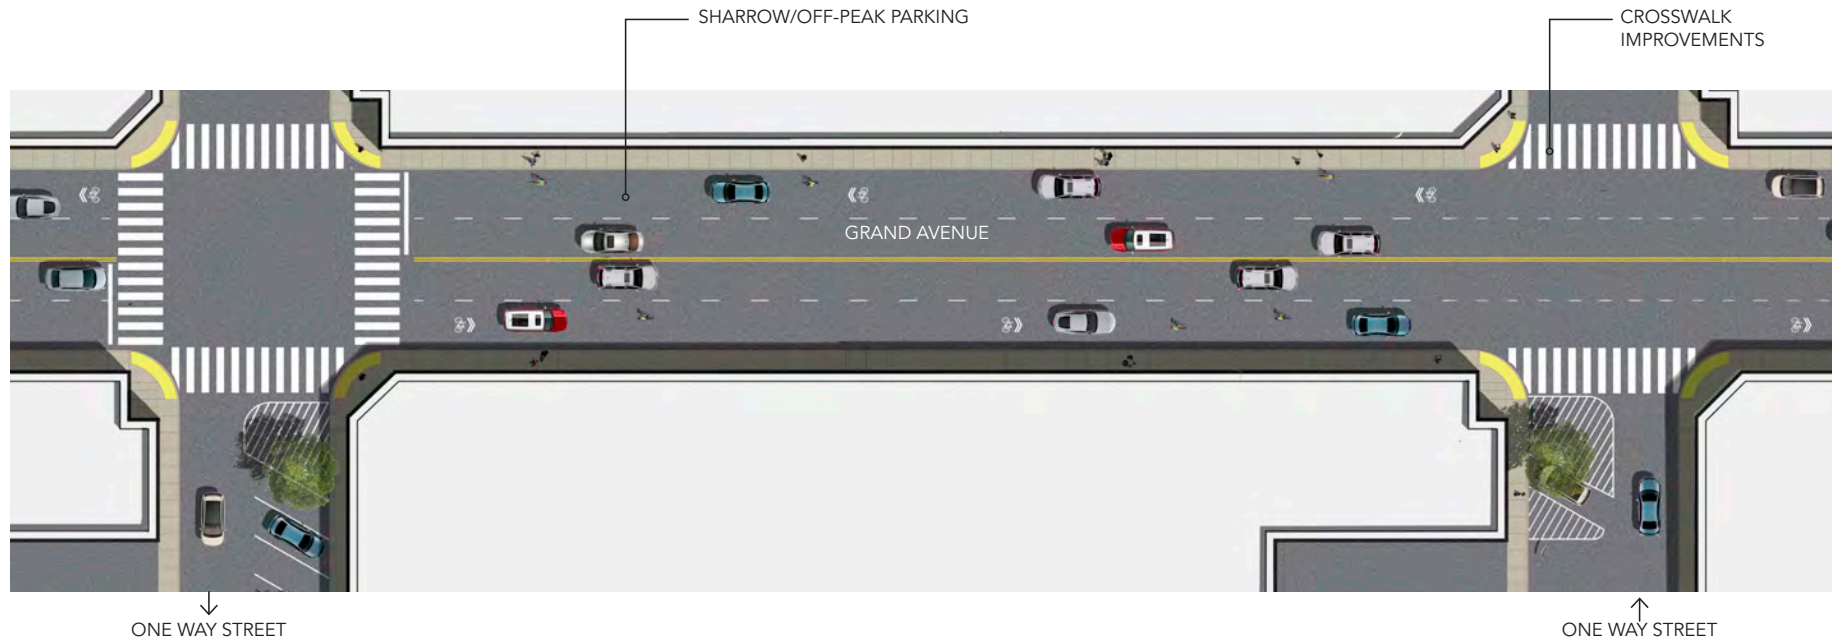 SHARROW/OFF-PEAK PARKING
CROSSWALK
IMPROVEMENTS
GRAND AVENUE
ONE WAY STREET
ONE WAY STREET